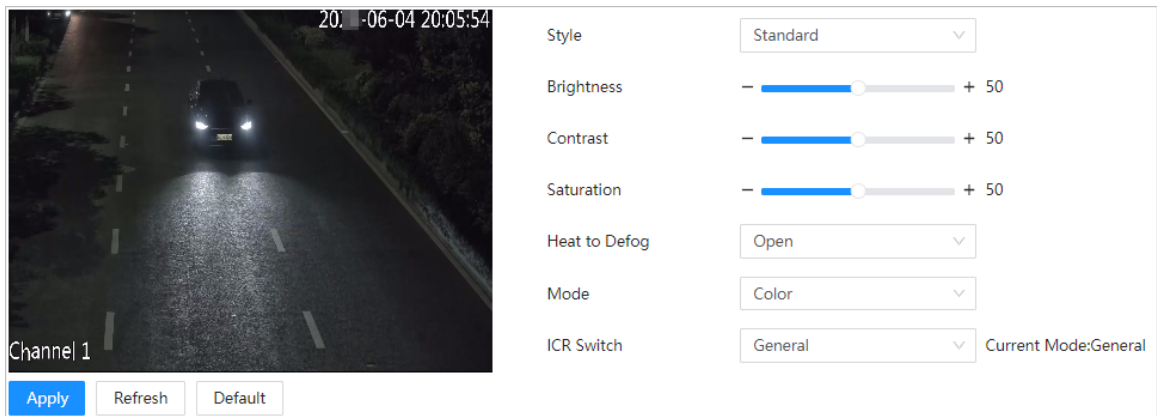 -06-04 20:05:54
Channel 1
Apply
Refresh
Default
Style
Standard
Brightness
− + 50
Contrast
− + 50
Saturation
− + 50
Heat to Defog
Open
Mode
Color
ICR Switch
General
Current Mode:General